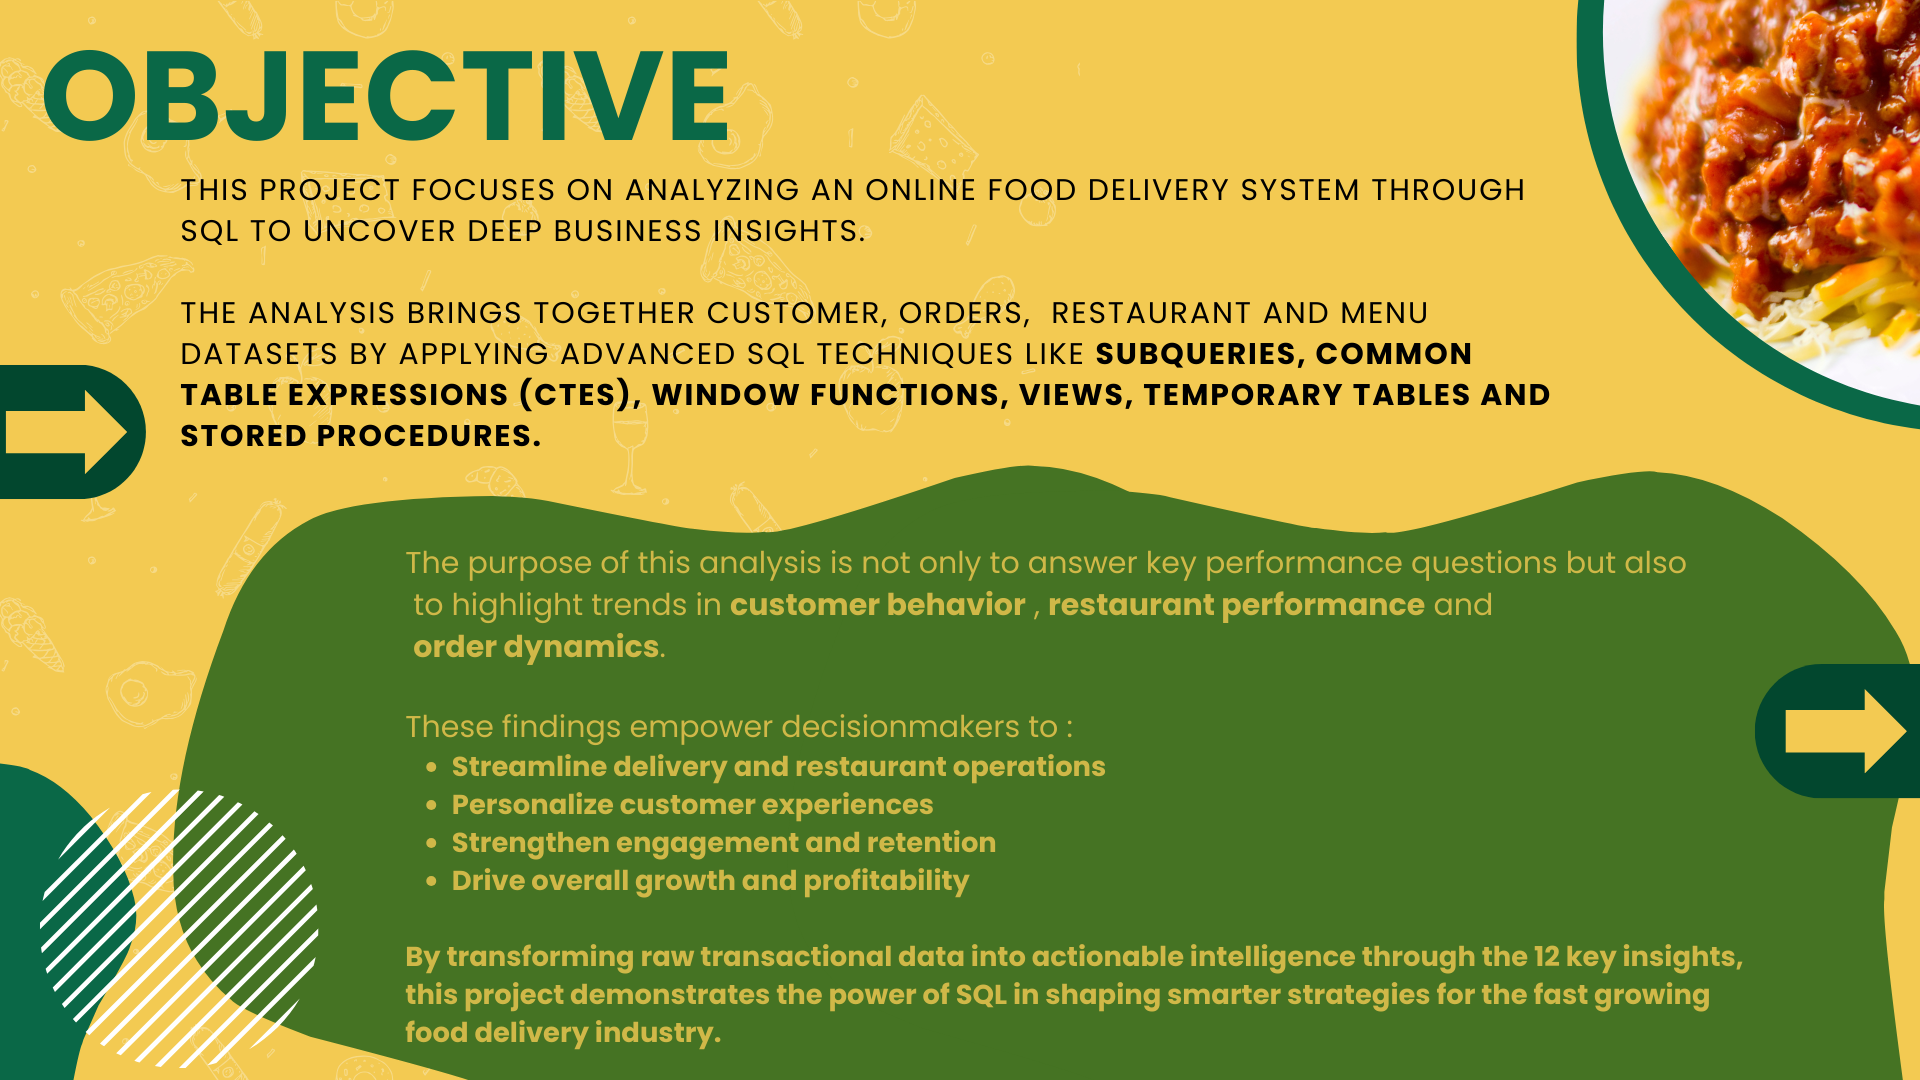 OBJECTIVE
THIS PROJECT FOCUSES ON ANALYZING AN ONLINE FOOD DELIVERY SYSTEM THROUGH
SQL TO UNCOVER DEEP BUSINESS INSIGHTS.
THE ANALYSIS BRINGS TOGETHER CUSTOMER, ORDERS,  RESTAURANT AND MENU
DATASETS BY APPLYING ADVANCED SQL TECHNIQUES LIKE SUBQUERIES, COMMON
TABLE EXPRESSIONS (CTES), WINDOW FUNCTIONS, VIEWS, TEMPORARY TABLES AND
STORED PROCEDURES.
The purpose of this analysis is not only to answer key performance questions but also
to highlight trends in customer behavior , restaurant performance and
order dynamics.
These findings empower decisionmakers to :
• Streamline delivery and restaurant operations
• Personalize customer experiences
• Strengthen engagement and retention
• Drive overall growth and profitability
By transforming raw transactional data into actionable intelligence through the 12 key insights,
this project demonstrates the power of SQL in shaping smarter strategies for the fast growing
food delivery industry.